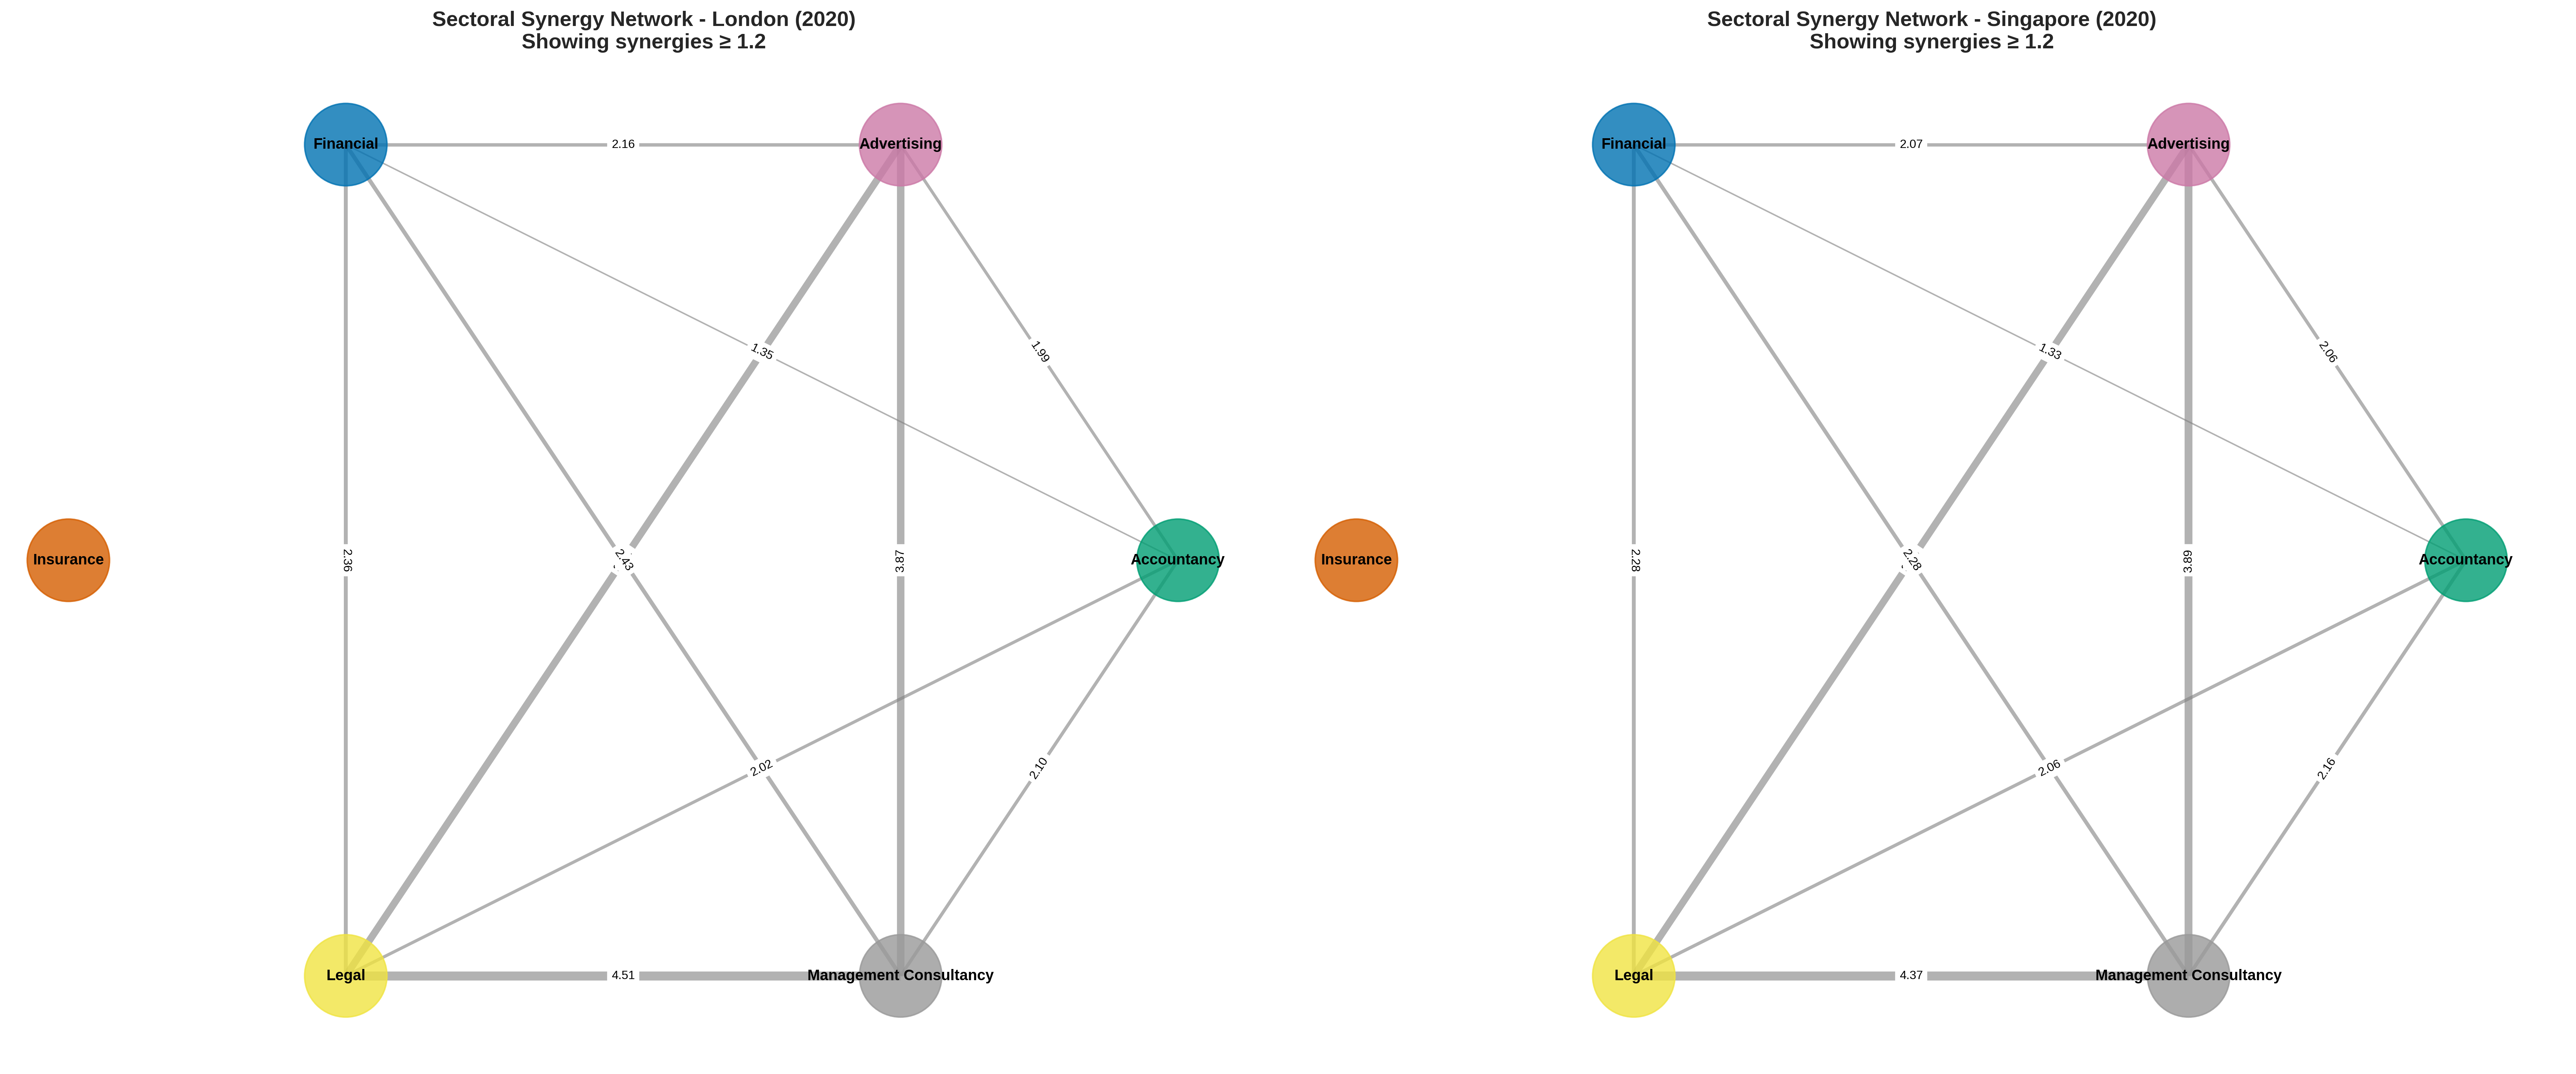 Sectoral Synergy Network - London (2020)
Showing synergies ≥ 1.2
Financial
2.16
Advertising
1.35
1.99
Insurance
2.36
2.43
3.87
Accountancy
2.02
2.10
Legal
4.51
Management Consultancy
Sectoral Synergy Network - Singapore (2020)
Showing synergies ≥ 1.2
Financial
2.07
Advertising
1.33
2.06
Insurance
2.28
2.28
3.89
Accountancy
2.06
2.16
Legal
4.37
Management Consultancy